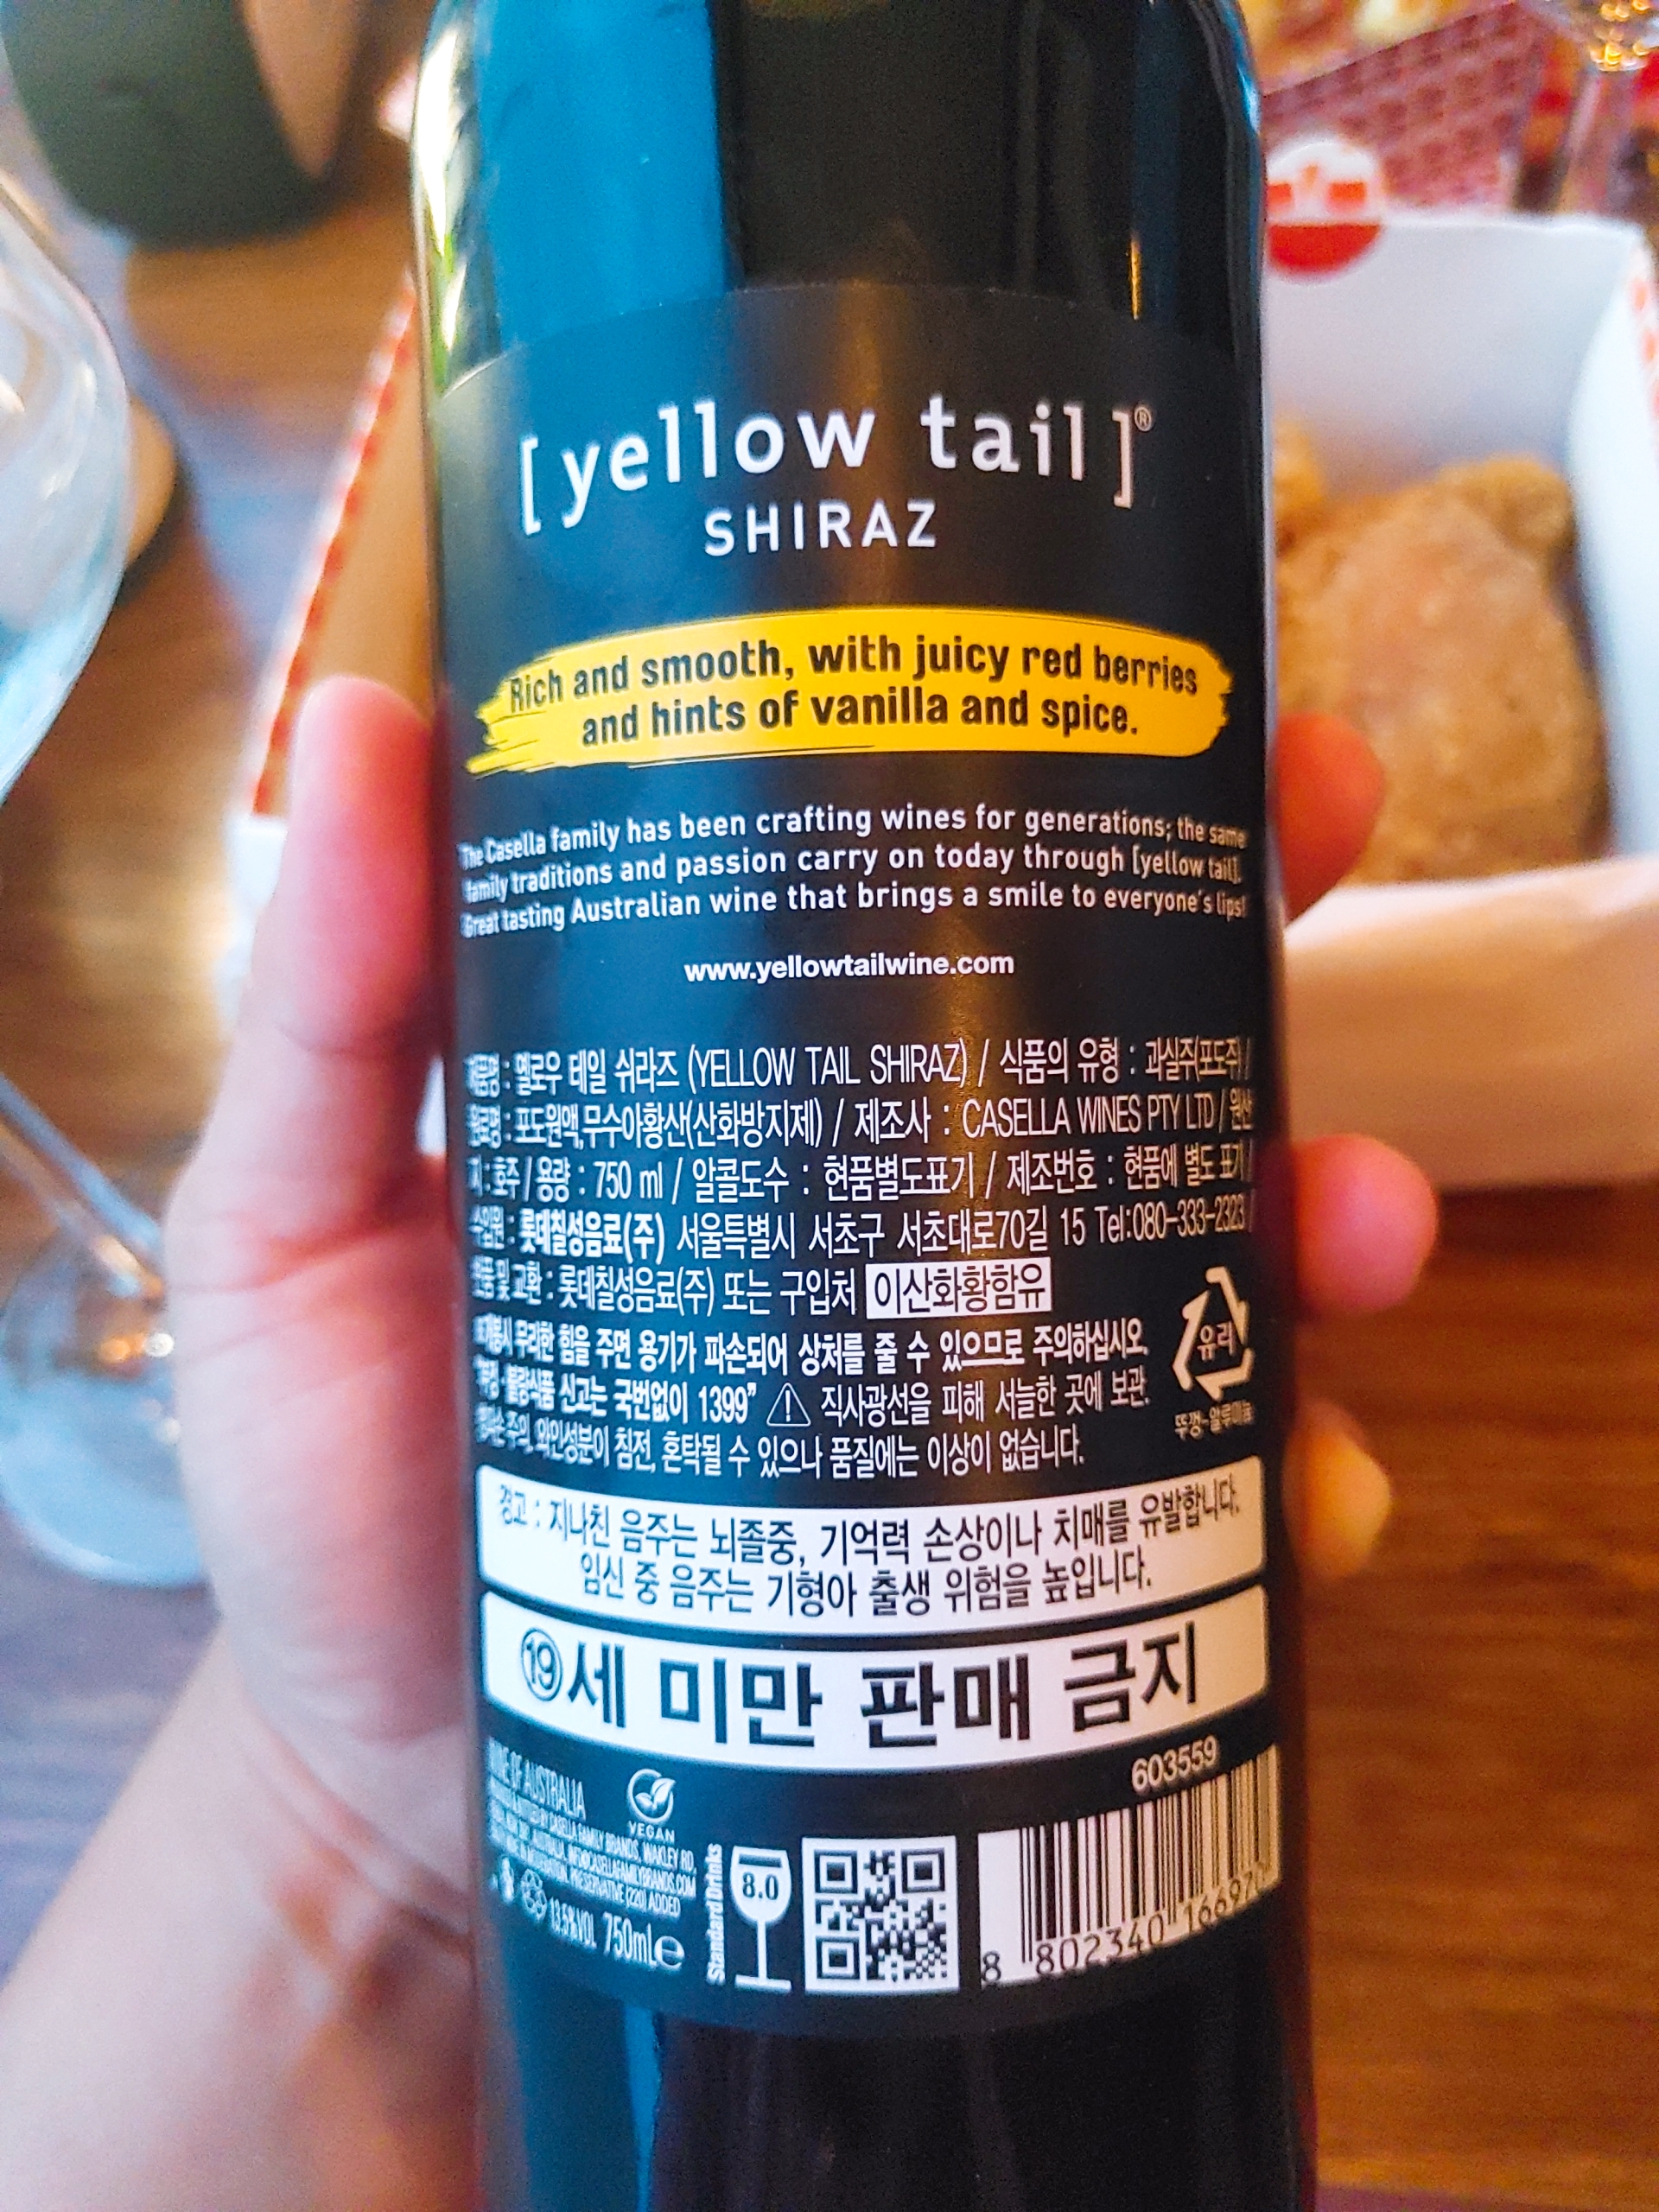 [ yellow tail ]®
SHIRAZ
Rich and smooth, with juicy red berries
and hints of vanilla and spice.
The Casella family has been crafting wines for generations; the same
family traditions and passion carry on today through [yellow tail].
Great tasting Australian wine that brings a smile to everyone's lips!
www.yellowtailwine.com
제품명 : 옐로우 테일 쉬라즈 (YELLOW TAIL SHIRAZ) / 식품의 유형 : 과실주(포도주) /
원료명 : 포도원액,무수아황산(산화방지제) / 제조사 : CASELLA WINES PTY LTD / 원산
지 : 호주 / 용량 : 750 ml / 알콜도수 : 현품별도표기 / 제조번호 : 현품에 별도 표기 /
수입원 : 롯데칠성음료(주) 서울특별시 서초구 서초대로70길 15 Tel:080-333-2323 /
반품 및 교환 : 롯데칠성음료(주) 또는 구입처 이산화황함유
※개봉시 무리한 힘을 주면 용기가 파손되어 상처를 줄 수 있으므로 주의하십시오.
"부정·불량식품 신고는 국번없이 1399" 직사광선을 피해 서늘한 곳에 보관.
주의. 와인성분이 침전, 혼탁될 수 있으나 품질에는 이상이 없습니다.
유리
뚜껑-알루미늄
경고 : 지나친 음주는 뇌졸중, 기억력 손상이나 치매를 유발합니다.
임신 중 음주는 기형아 출생 위험을 높입니다.
⑲세 미만 판매 금지
WINE OF AUSTRALIA
BY CASELLA FAMILY BRANDS, WAKLEY RD,
AUSTRALIA. INFO@CASELLAFAMILYBRANDS.COM
IN MODERATION. PRESERVATIVE (220) ADDED
13.5%VOL 750ml℮
VEGAN
Standard Drinks
8.0
603559
8 802340 16697